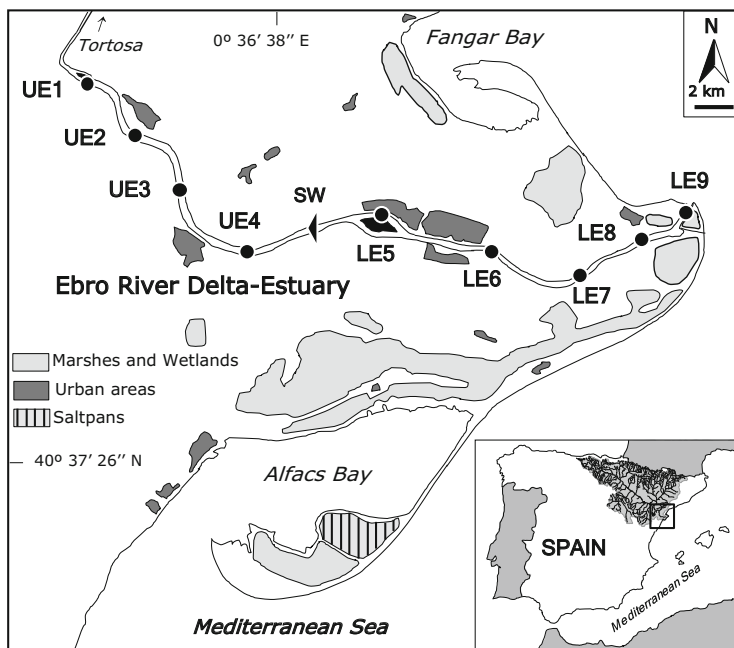 0º 36' 38'' E
Fangar Bay
N
2 km
Tortosa
UE1
UE2
UE3
UE4
SW
LE5
LE6
LE7
LE8
LE9
Ebro River Delta-Estuary
Marshes and Wetlands
Urban areas
Saltpans
40º 37' 26'' N
Alfacs Bay
Mediterranean Sea
SPAIN
Mediterranean Sea